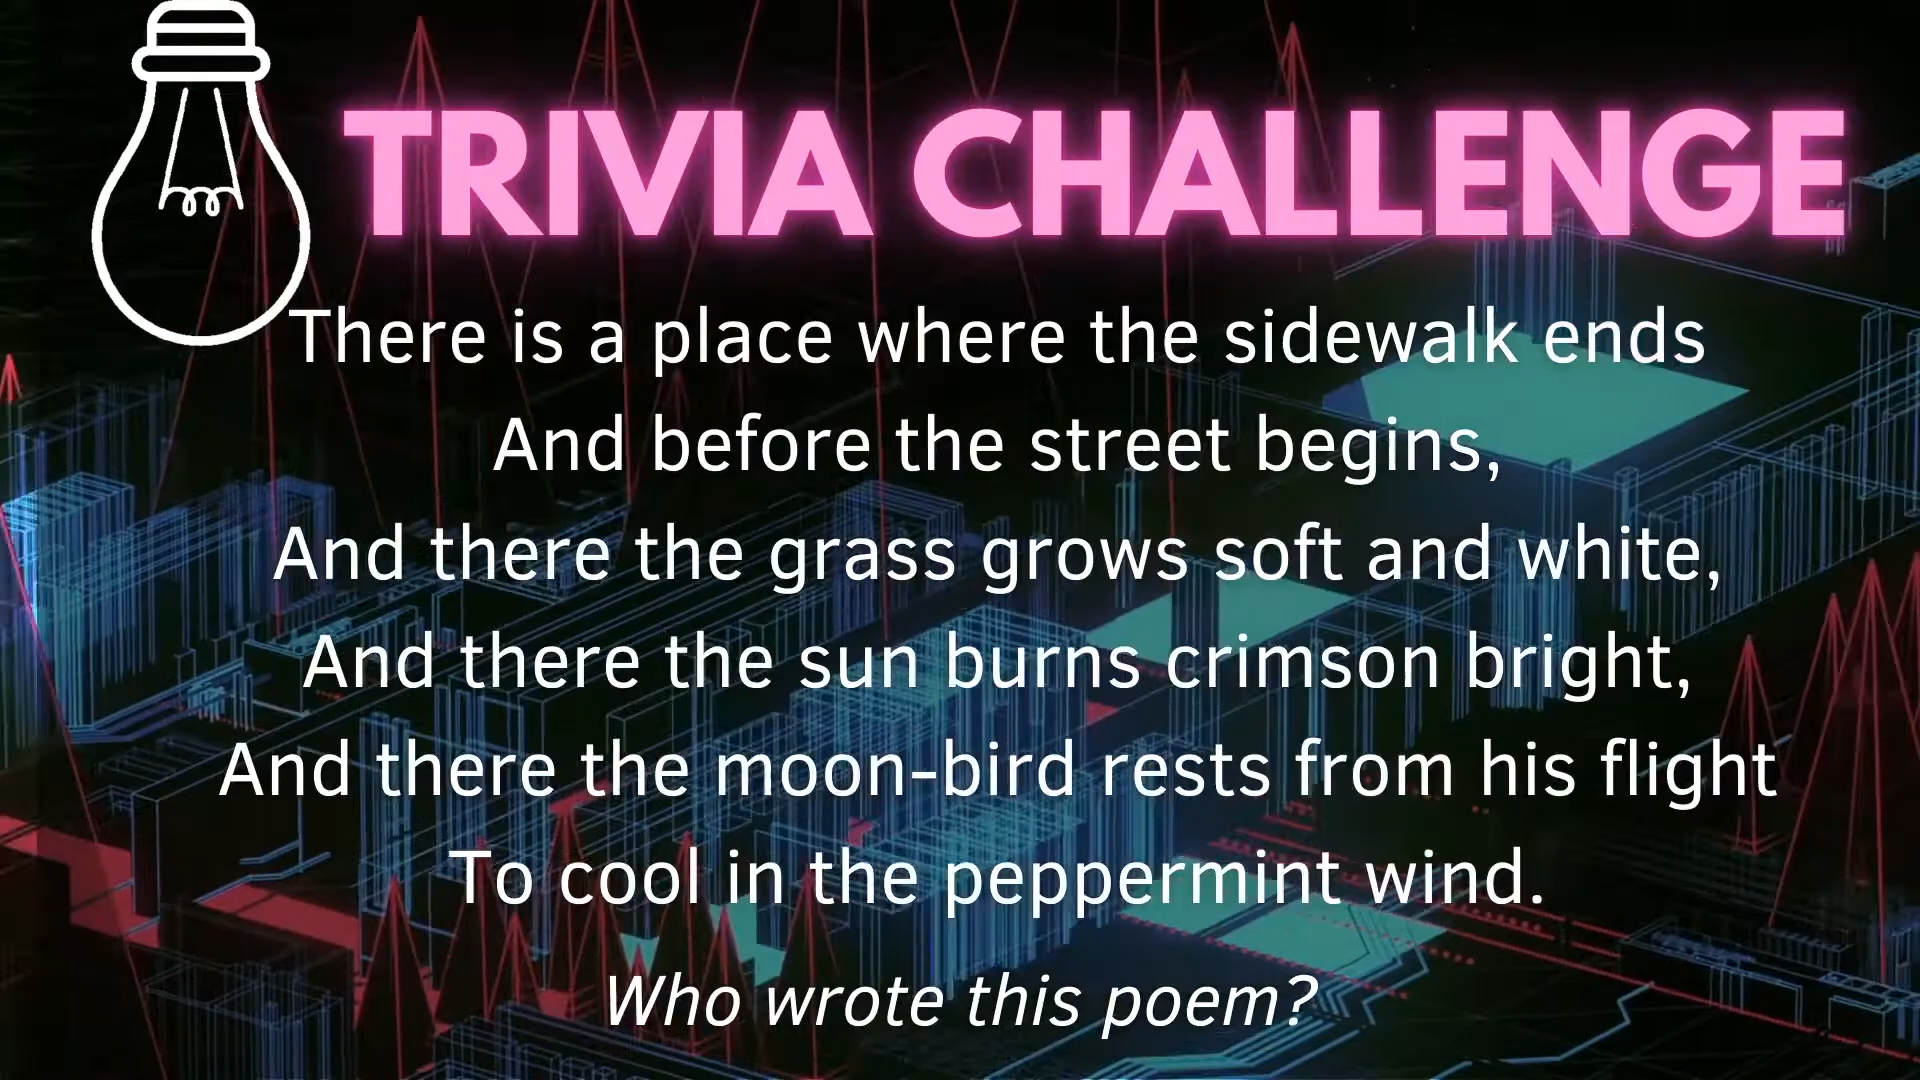 TRIVIA CHALLENGE
There is a place where the sidewalk ends
And before the street begins,
And there the grass grows soft and white,
And there the sun burns crimson bright,
And there the moon-bird rests from his flight
To cool in the peppermint wind.
Who wrote this poem?